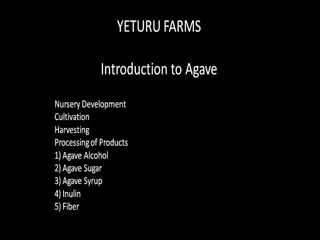 YETURU FARMS
Introduction to Agave
Nursery Development
Cultivation
Harvesting
Processing of Products
1) Agave Alcohol
2) Agave Sugar
3) Agave Syrup
4) Inulin
5) Fiber